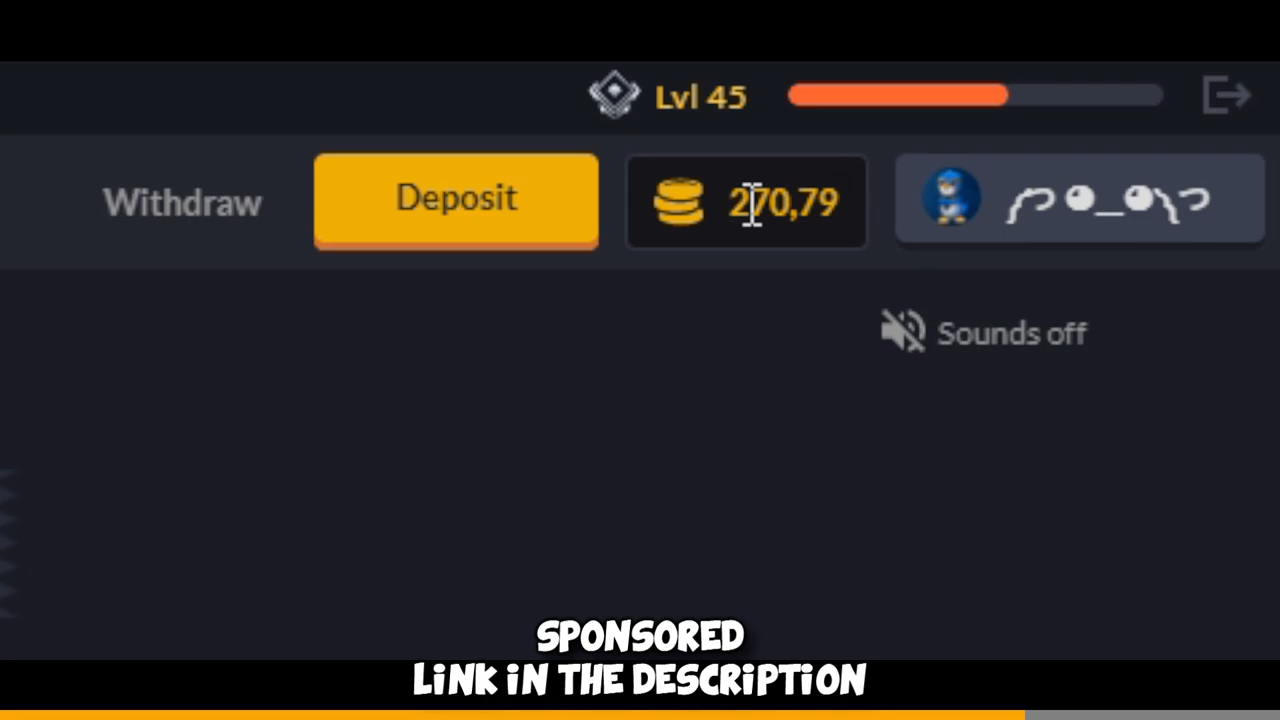 Lvl 45
Withdraw
Deposit
270,79
Sounds off
SPONSORED
LINK IN THE DESCRIPTION